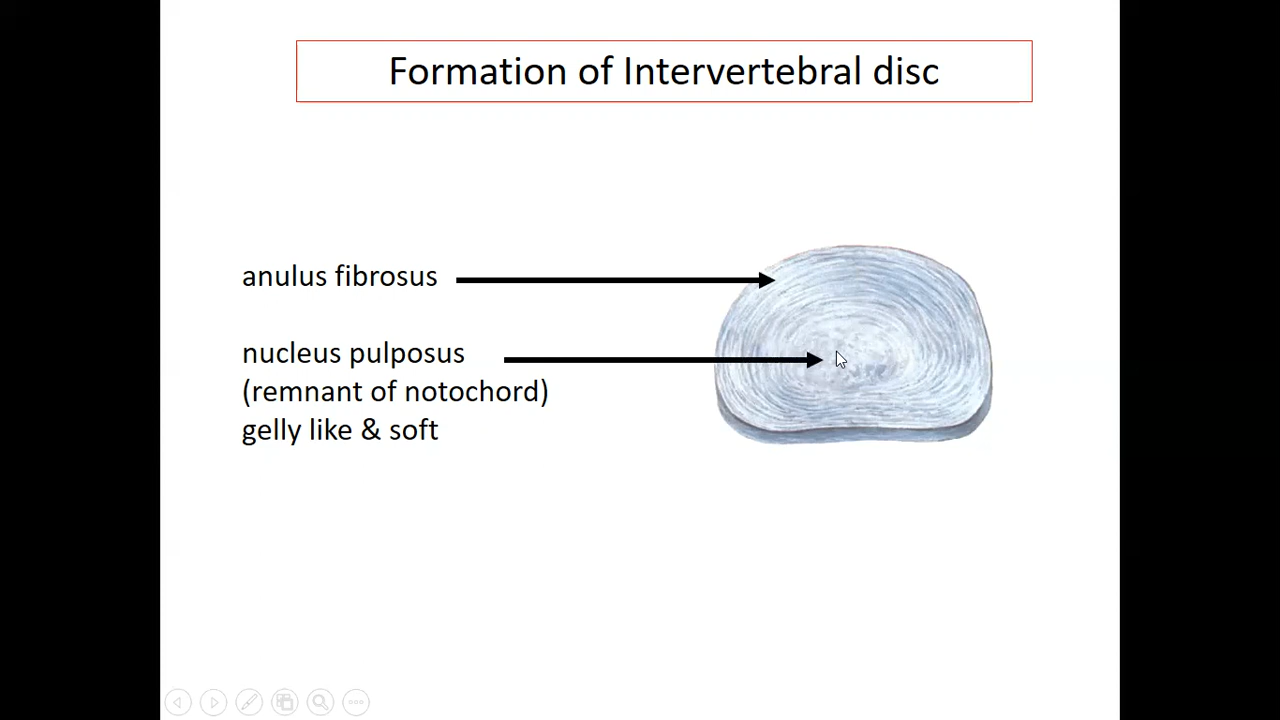 Formation of Intervertebral disc
anulus fibrosus
nucleus pulposus
(remnant of notochord)
gelly like & soft